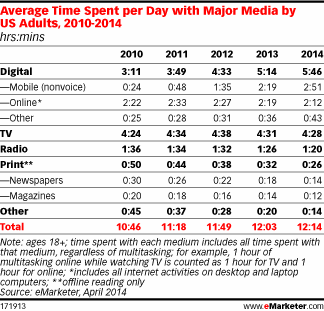 Average Time Spent per Day with Major Media by
US Adults, 2010-2014
hrs:mins
2010 2011 2012 2013 2014
Digital 3:11 3:49 4:33 5:14 5:46
—Mobile (nonvoice) 0:24 0:48 1:35 2:19 2:51
—Online* 2:22 2:33 2:27 2:19 2:12
—Other 0:25 0:28 0:31 0:36 0:43
TV 4:24 4:34 4:38 4:31 4:28
Radio 1:36 1:34 1:32 1:26 1:20
Print** 0:50 0:44 0:38 0:32 0:26
—Newspapers 0:30 0:26 0:22 0:18 0:14
—Magazines 0:20 0:18 0:16 0:14 0:12
Other 0:45 0:37 0:28 0:20 0:14
Total 10:46 11:18 11:49 12:03 12:14
Note: ages 18+; time spent with each medium includes all time spent with
that medium, regardless of multitasking; for example, 1 hour of
multitasking online while watching TV is counted as 1 hour for TV and 1
hour for online; *includes all internet activities on desktop and laptop
computers; **offline reading only
Source: eMarketer, April 2014
171913 www.eMarketer.com